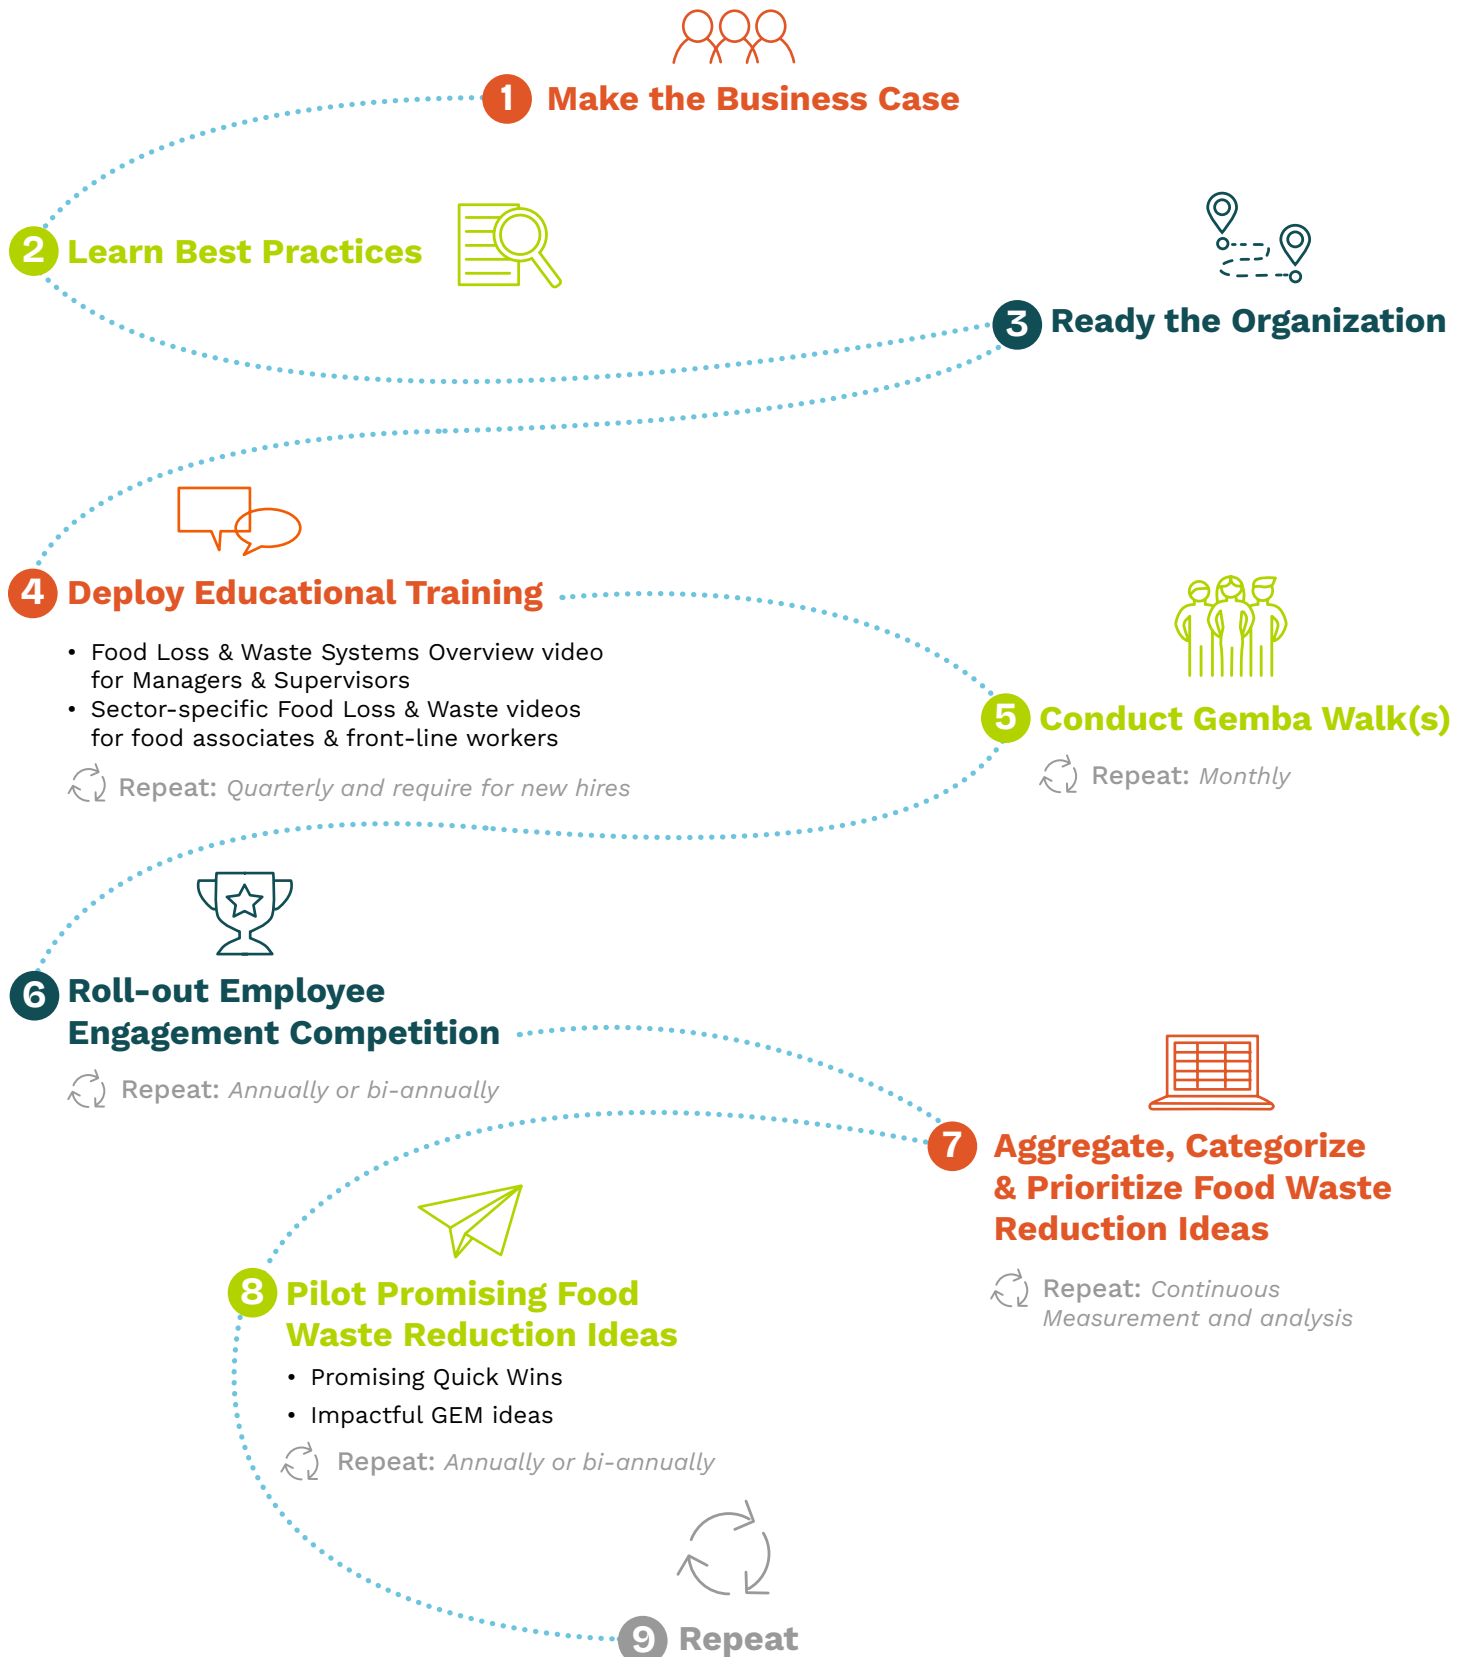 1 Make the Business Case
2 Learn Best Practices
3 Ready the Organization
4 Deploy Educational Training
• Food Loss & Waste Systems Overview video
for Managers & Supervisors
• Sector-specific Food Loss & Waste videos
for food associates & front-line workers
Repeat: Quarterly and require for new hires
5 Conduct Gemba Walk(s)
Repeat: Monthly
6 Roll-out Employee
Engagement Competition
Repeat: Annually or bi-annually
7 Aggregate, Categorize
& Prioritize Food Waste
Reduction Ideas
Repeat: Continuous
Measurement and analysis
8 Pilot Promising Food
Waste Reduction Ideas
• Promising Quick Wins
• Impactful GEM ideas
Repeat: Annually or bi-annually
9 Repeat